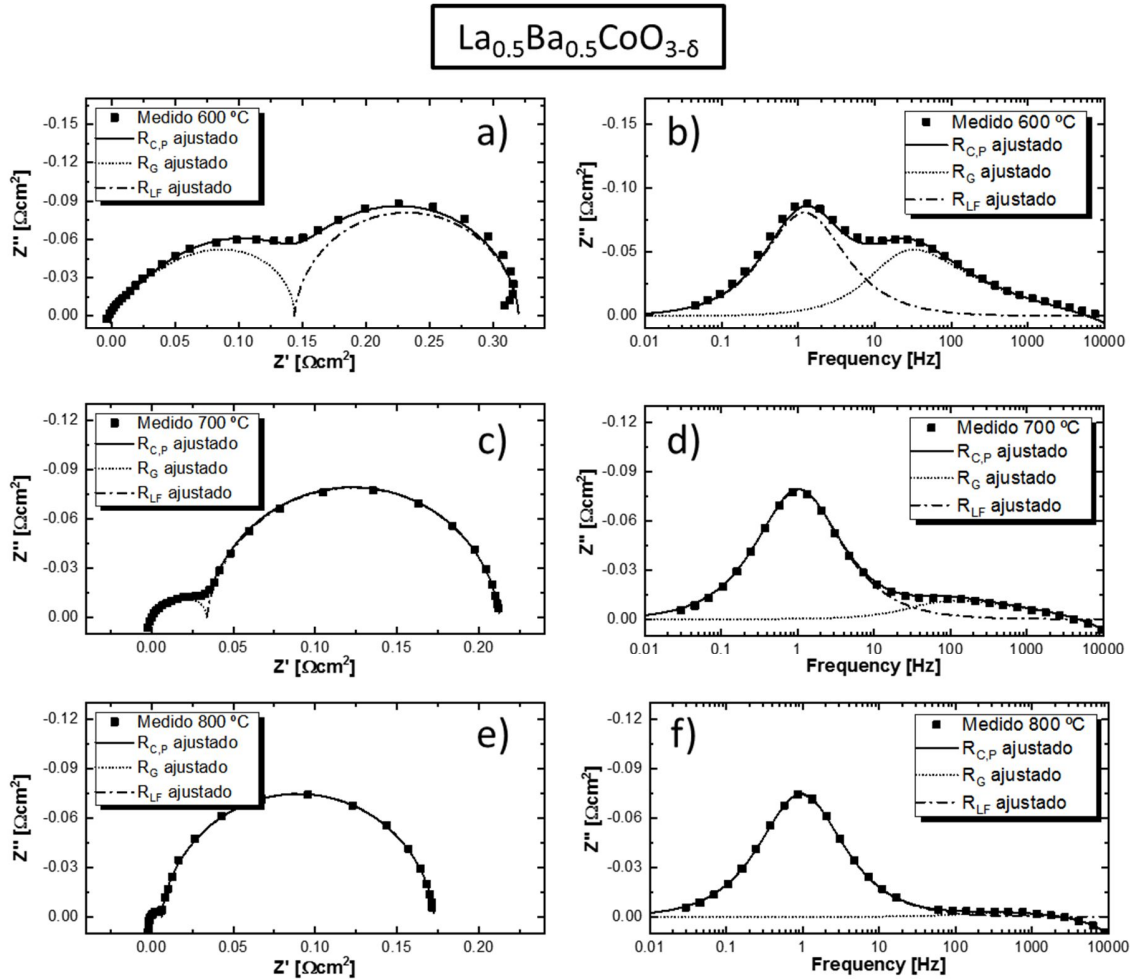 La0.5Ba0.5CoO3-δ
a)
Medido 600 ºC
RC,P ajustado
RG ajustado
RLF ajustado
-0.15
-0.12
-0.09
-0.06
-0.03
0.00
Z'' [Ωcm2]
0.00 0.05 0.10 0.15 0.20 0.25 0.30
Z' [Ωcm2]
b)
Medido 600 ºC
RC,P ajustado
RG ajustado
RLF ajustado
-0.15
-0.10
-0.05
0.00
Z'' [Ωcm2]
0.01 0.1 1 10 100 1000 10000
Frequency [Hz]
c)
Medido 700 ºC
RC,P ajustado
RG ajustado
RLF ajustado
-0.12
-0.09
-0.06
-0.03
0.00
Z'' [Ωcm2]
0.00 0.05 0.10 0.15 0.20
Z' [Ωcm2]
d)
Medido 700 ºC
RC,P ajustado
RG ajustado
RLF ajustado
-0.12
-0.09
-0.06
-0.03
0.00
Z'' [Ωcm2]
0.01 0.1 1 10 100 1000 10000
Frequency [Hz]
e)
Medido 800 ºC
RC,P ajustado
RG ajustado
RLF ajustado
-0.12
-0.09
-0.06
-0.03
0.00
Z'' [Ωcm2]
0.00 0.05 0.10 0.15 0.20
Z' [Ωcm2]
f)
Medido 800 ºC
RC,P ajustado
RG ajustado
RLF ajustado
-0.12
-0.09
-0.06
-0.03
0.00
Z'' [Ωcm2]
0.01 0.1 1 10 100 1000 10000
Frequency [Hz]